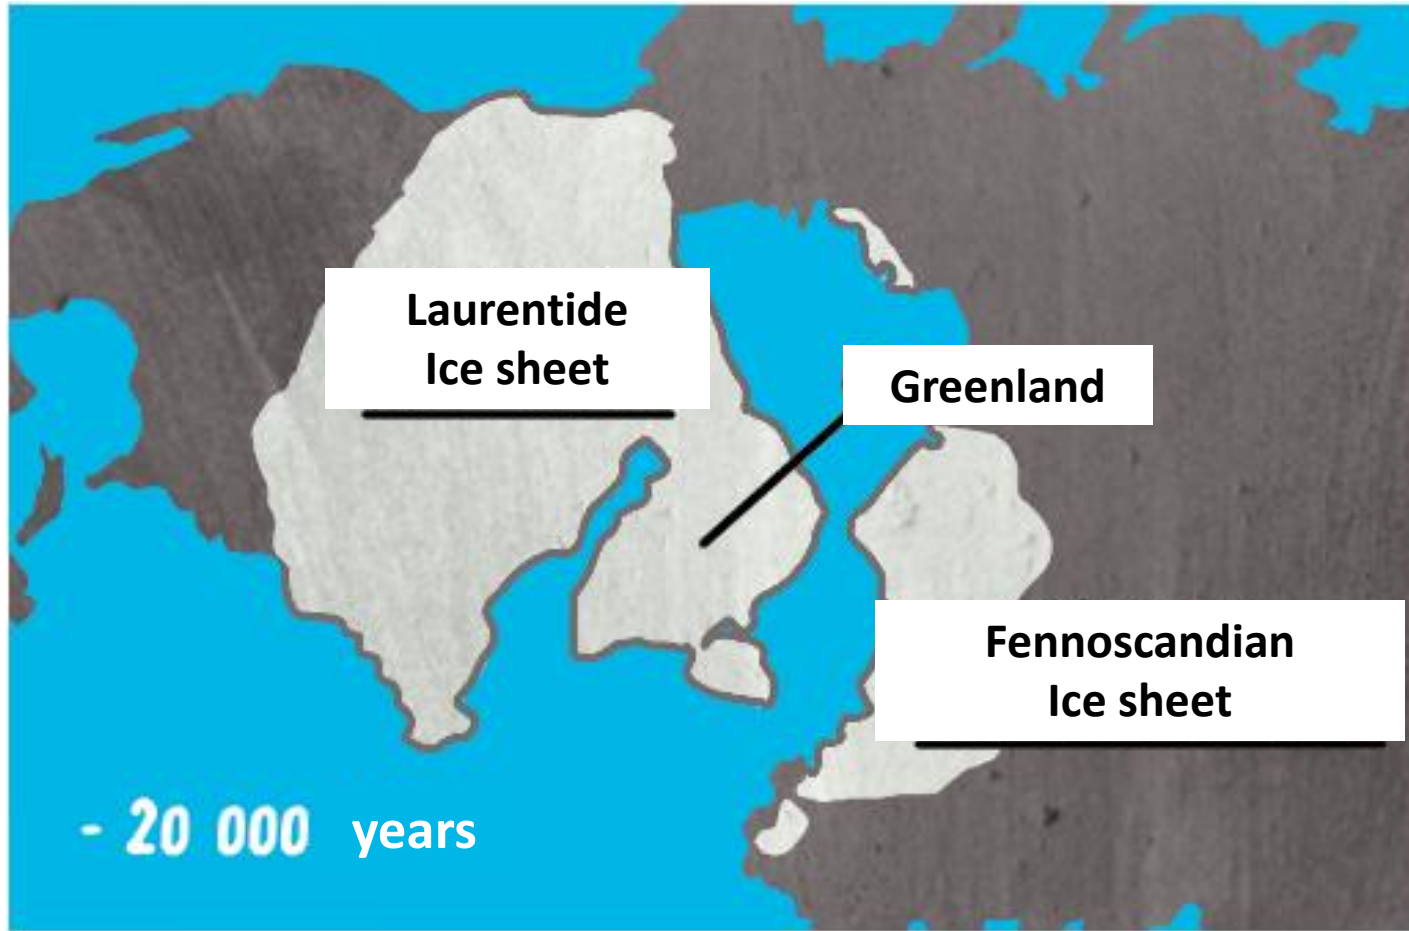 Laurentide
Ice sheet
Greenland
Fennoscandian
Ice sheet
- 20 000 years